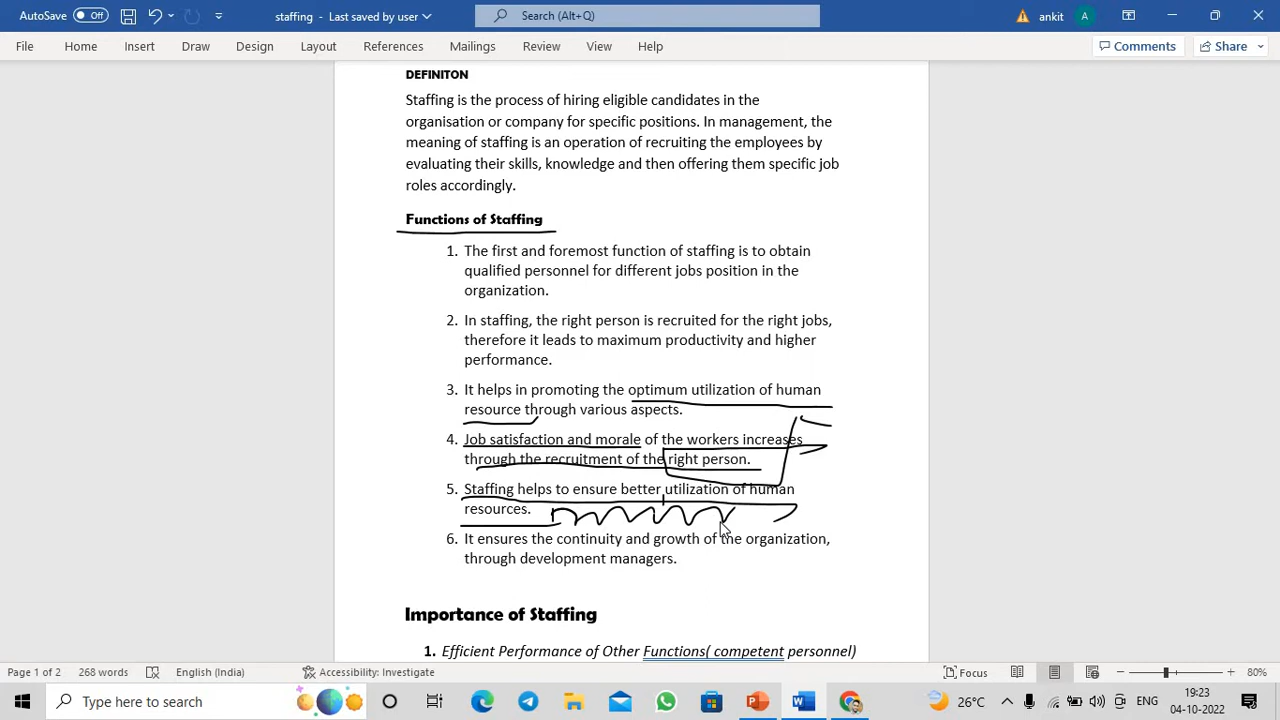 AutoSave Off staffing - Last saved by user Search (Alt+Q) ankit A
File Home Insert Draw Design Layout References Mailings Review View Help Comments Share
DEFINITON
Staffing is the process of hiring eligible candidates in the
organisation or company for specific positions. In management, the
meaning of staffing is an operation of recruiting the employees by
evaluating their skills, knowledge and then offering them specific job
roles accordingly.
Functions of Staffing
1. The first and foremost function of staffing is to obtain
qualified personnel for different jobs position in the
organization.
2. In staffing, the right person is recruited for the right jobs,
therefore it leads to maximum productivity and higher
performance.
3. It helps in promoting the optimum utilization of human
resource through various aspects.
4. Job satisfaction and morale of the workers increases
through the recruitment of the right person.
5. Staffing helps to ensure better utilization of human
resources.
6. It ensures the continuity and growth of the organization,
through development managers.
Importance of Staffing
1. Efficient Performance of Other Functions( competent personnel)
Page 1 of 2 268 words English (India) Accessibility: Investigate Focus 80%
Type here to search 26°C ENG 19:23
04-10-2022